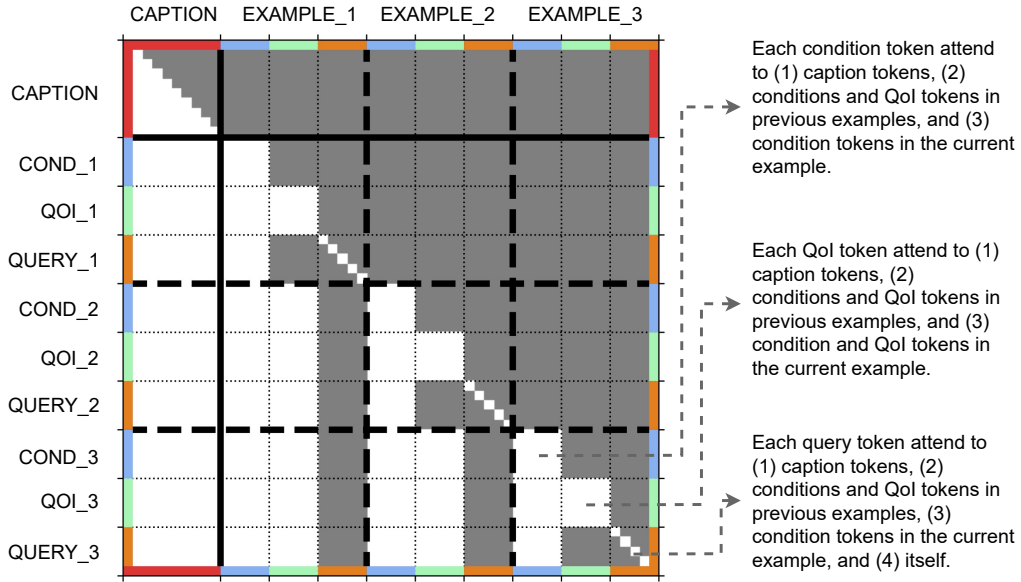 CAPTION EXAMPLE_1 EXAMPLE_2 EXAMPLE_3
CAPTION
COND_1
QOI_1
QUERY_1
COND_2
QOI_2
QUERY_2
COND_3
QOI_3
QUERY_3
Each condition token attend
to (1) caption tokens, (2)
conditions and QoI tokens in
previous examples, and (3)
condition tokens in the current
example.
Each QoI token attend to (1)
caption tokens, (2)
conditions and QoI tokens in
previous examples, and (3)
condition and QoI tokens in
the current example.
Each query token attend to
(1) caption tokens, (2)
conditions and QoI tokens in
previous examples, (3)
condition tokens in the current
example, and (4) itself.